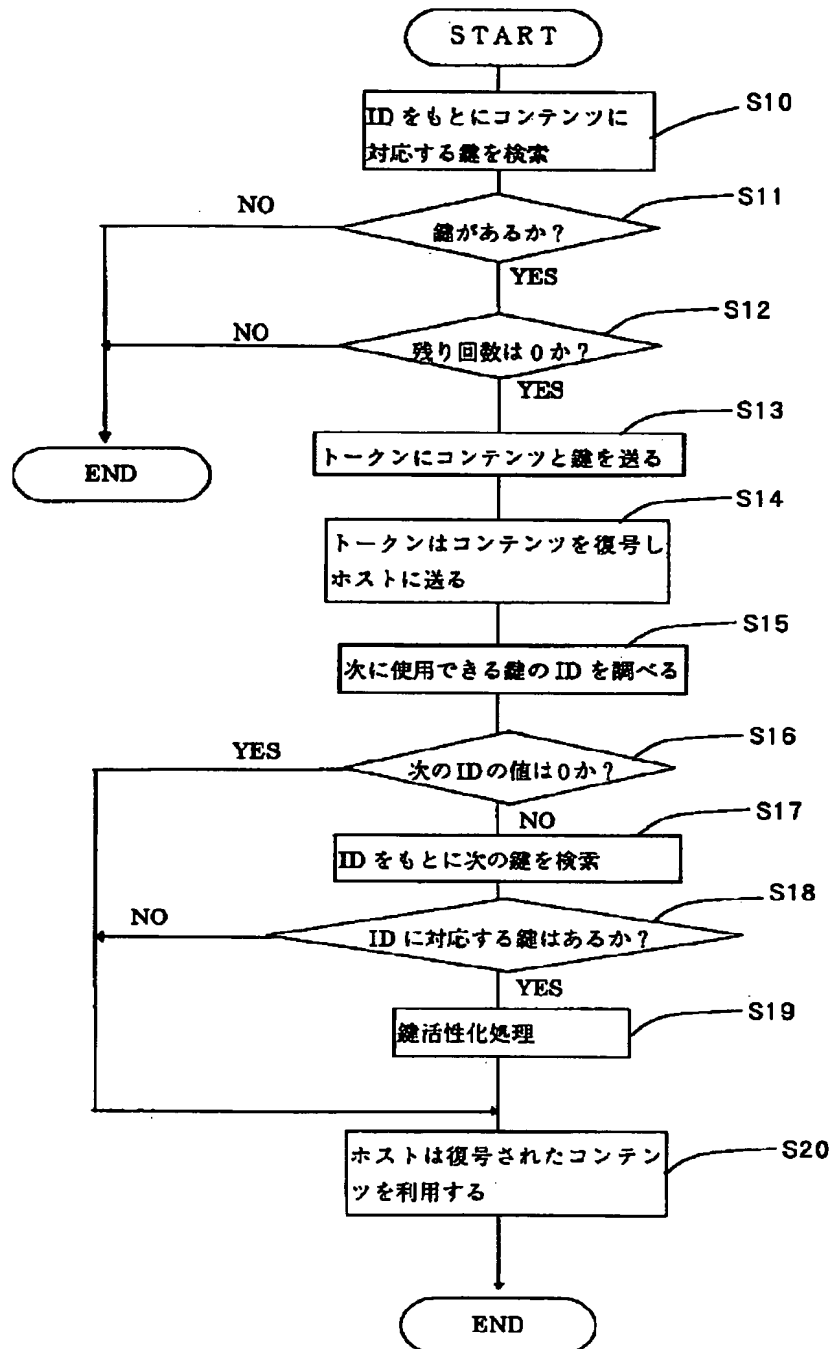 START
S10
IDをもとにコンテンツに
対応する鍵を検索
S11
NO
鍵があるか?
YES
S12
NO
残り回数は0か?
YES
S13
トークンにコンテンツと鍵を送る
END
S14
トークンはコンテンツを復号し
ホストに送る
S15
次に使用できる鍵のIDを調べる
S16
YES
次のIDの値は0か?
NO
S17
IDをもとに次の鍵を検索
S18
NO
IDに対応する鍵はあるか?
YES
S19
鍵活性化処理
S20
ホストは復号されたコンテン
ツを利用する
END